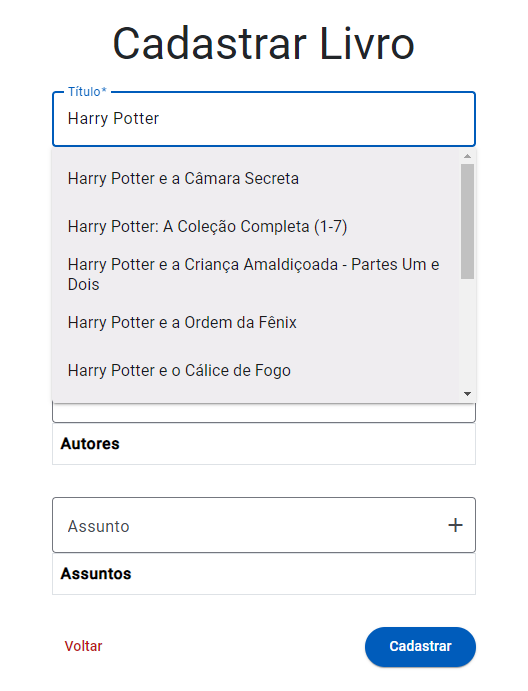 Cadastrar Livro
Título*
Harry Potter
Harry Potter e a Câmara Secreta
Harry Potter: A Coleção Completa (1-7)
Harry Potter e a Criança Amaldiçoada - Partes Um e
Dois
Harry Potter e a Ordem da Fênix
Harry Potter e o Cálice de Fogo
Autores
Assunto
Assuntos
Voltar
Cadastrar